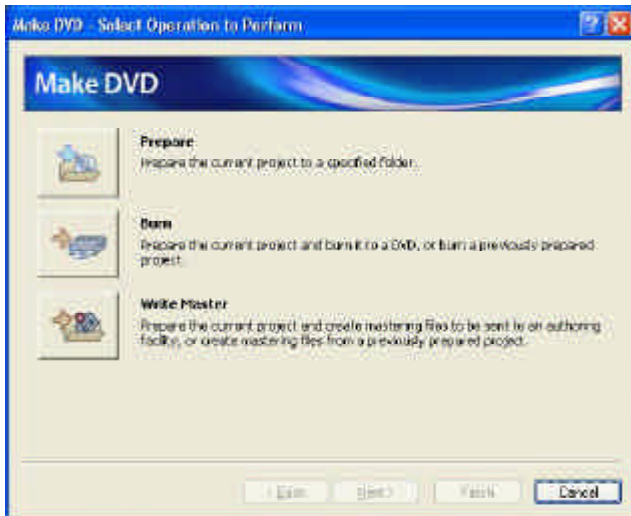 Make DVD - Select Operation to Perform
Make DVD
Prepare
Prepare the current project to a specified folder.
Burn
Prepare the current project and burn it to a DVD, or burn a previously prepared
project.
Write Master
Prepare the current project and create mastering files to be sent to an authoring
facility, or create mastering files from a previously prepared project.
< Back Next > Finish Cancel